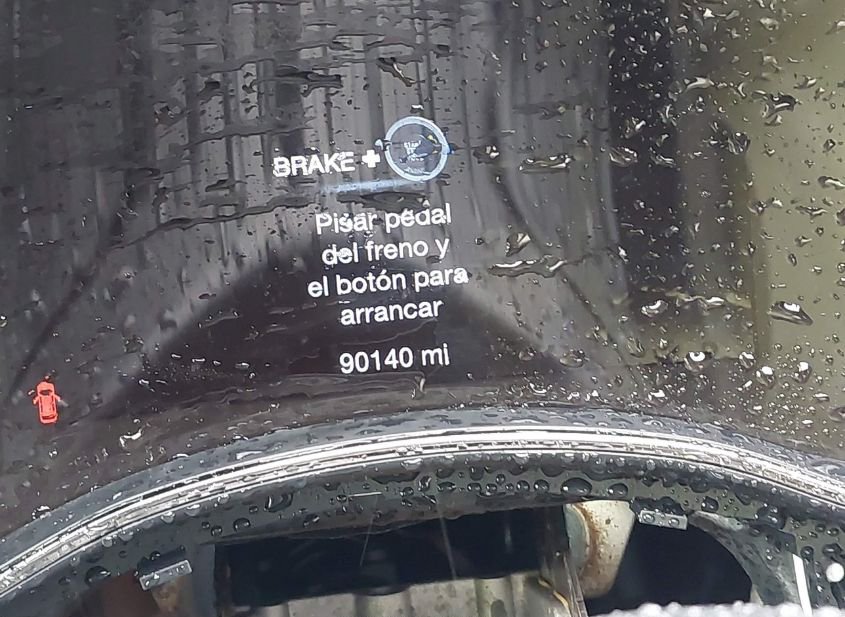 BRAKE +
Pisar pedal
del freno y
el botón para
arrancar
90140 mi